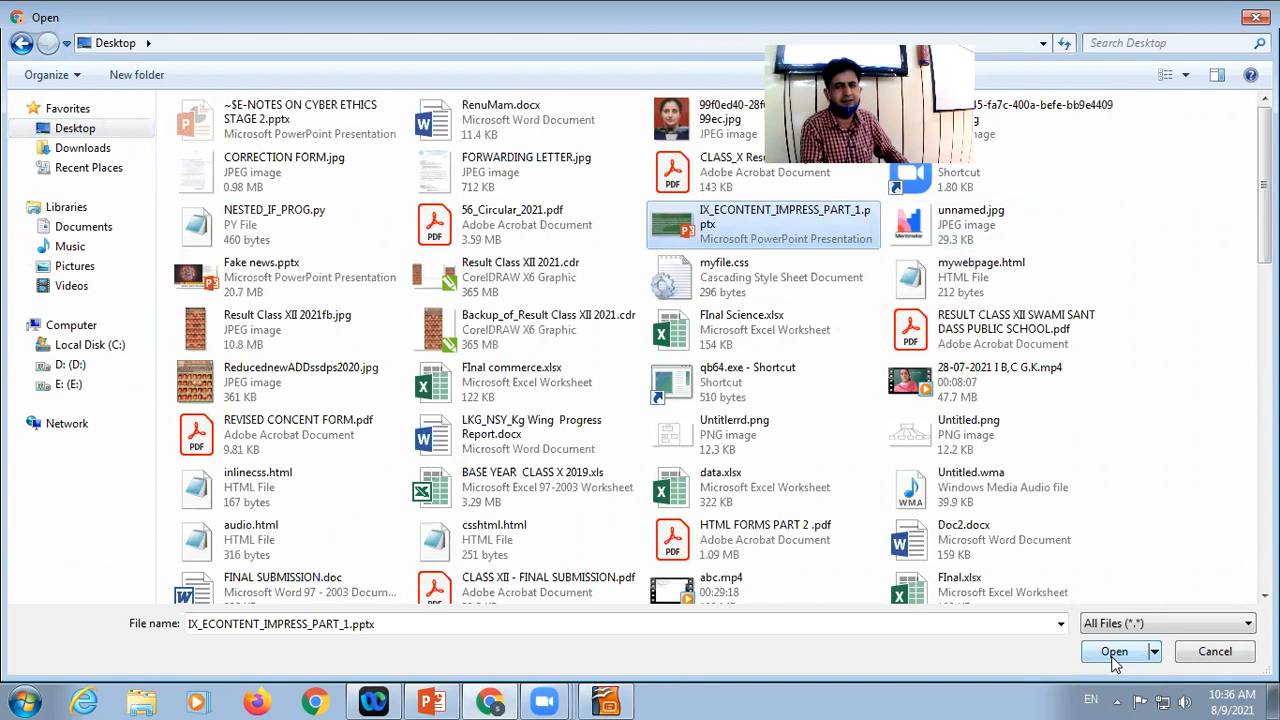 Open
Desktop
Search Desktop
Organize
New folder
Favorites
Desktop
Downloads
Recent Places
Libraries
Documents
Music
Pictures
Videos
Computer
Local Disk (C:)
D: (D:)
E: (E:)
Network
~$E-NOTES ON CYBER ETHICS
STAGE 2.pptx
Microsoft PowerPoint Presentation
RenuMam.docx
Microsoft Word Document
11.4 KB
99f0ed40-28f
99ec.jpg
JPEG image
45-fa7c-400a-befe-bb9e4409
JPEG image
CORRECTION FORM.jpg
JPEG image
0.98 MB
FORWARDING LETTER.jpg
JPEG image
712 KB
CLASS_X Res
Adobe Acrobat Document
143 KB
Shortcut
1.80 KB
NESTED_IF_PROG.py
PY File
460 bytes
56_Circular_2021.pdf
Adobe Acrobat Document
3.59 MB
IX_ECONTENT_IMPRESS_PART_1.p
ptx
Microsoft PowerPoint Presentation
unnamed.jpg
JPEG image
29.3 KB
Fake news.pptx
Microsoft PowerPoint Presentation
20.7 MB
Result Class XII 2021.cdr
CorelDRAW X6 Graphic
365 MB
myfile.css
Cascading Style Sheet Document
296 bytes
mywebpage.html
HTML File
212 bytes
Result Class XII 2021fb.jpg
JPEG image
10.8 MB
Backup_of_Result Class XII 2021.cdr
CorelDRAW X6 Graphic
365 MB
FInal Science.xlsx
Microsoft Excel Worksheet
154 KB
RESULT CLASS XII SWAMI SANT
DASS PUBLIC SCHOOL.pdf
Adobe Acrobat Document
ReducednewADDssdps2020.jpg
JPEG image
361 KB
FInal commerce.xlsx
Microsoft Excel Worksheet
122 KB
qb64.exe - Shortcut
Shortcut
510 bytes
28-07-2021 I B,C G.K.mp4
00:08:07
47.7 MB
REVISED CONCENT FORM.pdf
Adobe Acrobat Document
9.81 KB
LKG_NSY_Kg Wing Progress
Report.docx
Microsoft Word Document
Untitlerrd.png
PNG image
12.3 KB
Untitled.png
PNG image
12.2 KB
inlinecss.html
HTML File
167 bytes
BASE YEAR CLASS X 2019.xls
Microsoft Excel 97-2003 Worksheet
3.29 MB
data.xlsx
Microsoft Excel Worksheet
322 KB
Untitled.wma
Windows Media Audio file
39.9 KB
audio.html
HTML File
316 bytes
csshtml.html
HTML File
251 bytes
HTML FORMS PART 2 .pdf
Adobe Acrobat Document
1.09 MB
Doc2.docx
Microsoft Word Document
159 KB
FINAL SUBMISSION.doc
Microsoft Word 97 - 2003 Docum...
CLASS XII - FINAL SUBMISSION.pdf
Adobe Acrobat Document
abc.mp4
00:29:18
FInal.xlsx
Microsoft Excel Worksheet
File name:
IX_ECONTENT_IMPRESS_PART_1.pptx
All Files (*.*)
Open
Cancel
EN
10:36 AM
8/9/2021